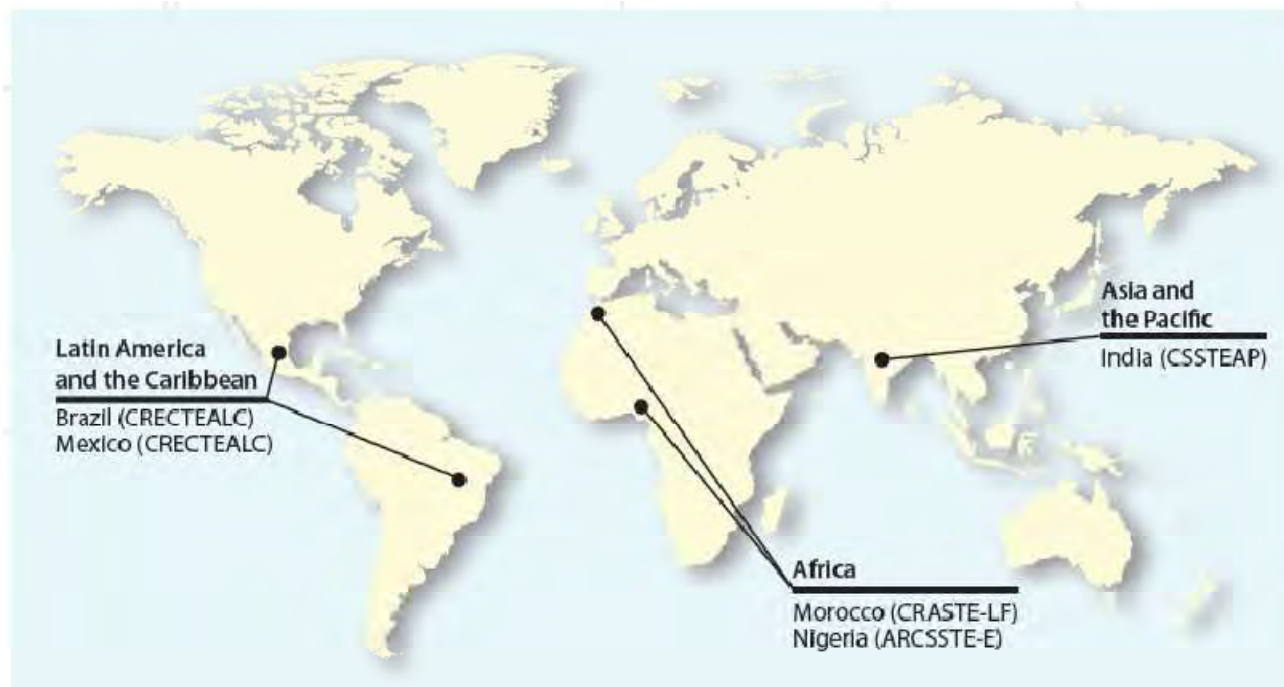 Latin America
and the Caribbean
Brazil (CRECTEALC)
Mexico (CRECTEALC)
Asia and
the Pacific
India (CSSTEAP)
Africa
Morocco (CRASTE-LF)
Nigeria (ARCSSTE-E)